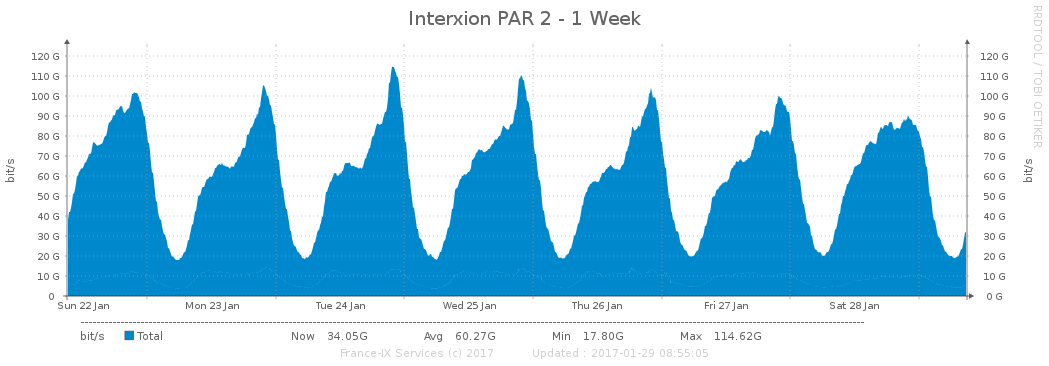 Interxion PAR 2 - 1 Week
RRDTOOL / TOBI OETIKER
bit/s
120 G 120 G
110 G 110 G
100 G 100 G
90 G 90 G
80 G 80 G
70 G 70 G
60 G 60 G
50 G 50 G
40 G 40 G
30 G 30 G
20 G 20 G
10 G 10 G
0 0 G
bit/s
Sun 22 Jan Mon 23 Jan Tue 24 Jan Wed 25 Jan Thu 26 Jan Fri 27 Jan Sat 28 Jan
bit/s Total Now 34.05G Avg 60.27G Min 17.80G Max 114.62G
France-IX Services (c) 2017 Updated : 2017-01-29 08:55:05